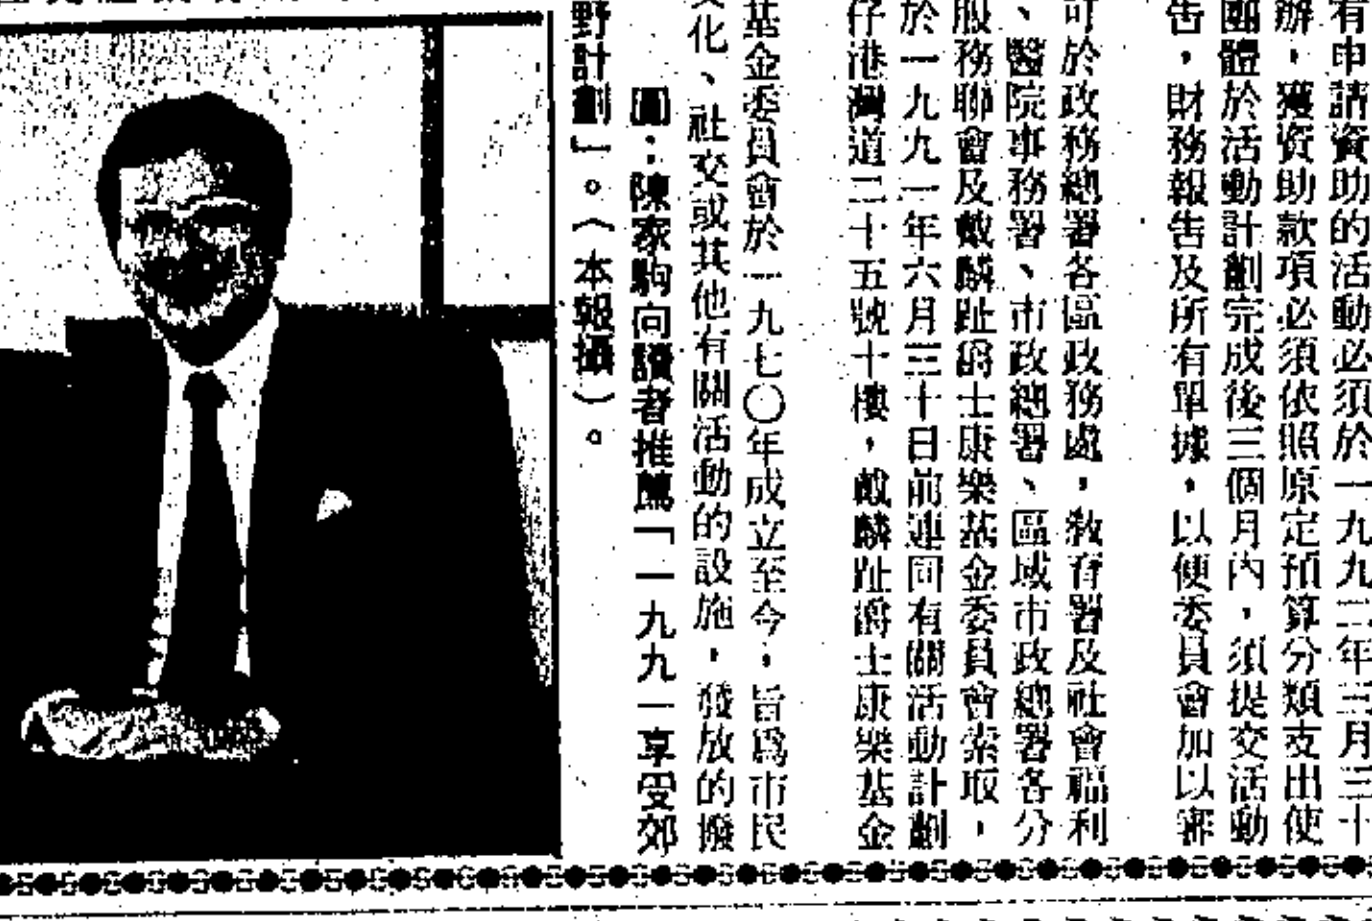 有申請資助的活動必須於一九九二年三月三十
辦，獲資助款項必須依照原定預算分類支出使
團體於活動計劃完成後三個月內，須提交活動
告，財務報告及所有單據，以便委員會加以審
可於政務總署各區政務處，教育署及社會福利
、醫院事務署、市政總署、區域市政總署各分
服務聯會及戴麟趾爵士康樂基金委員會索取，
於一九九一年六月三十日前連同有關活動計劃
仔港灣道二十五號十樓，戴麟趾爵士康樂基金
基金委員會於一九七〇年成立至今，旨爲市民
文化、社交或其他有關活動的設施，發放的撥
圖：陳家駒向讀者推薦「一九九一享受郊
野計劃」。（本報攝）。